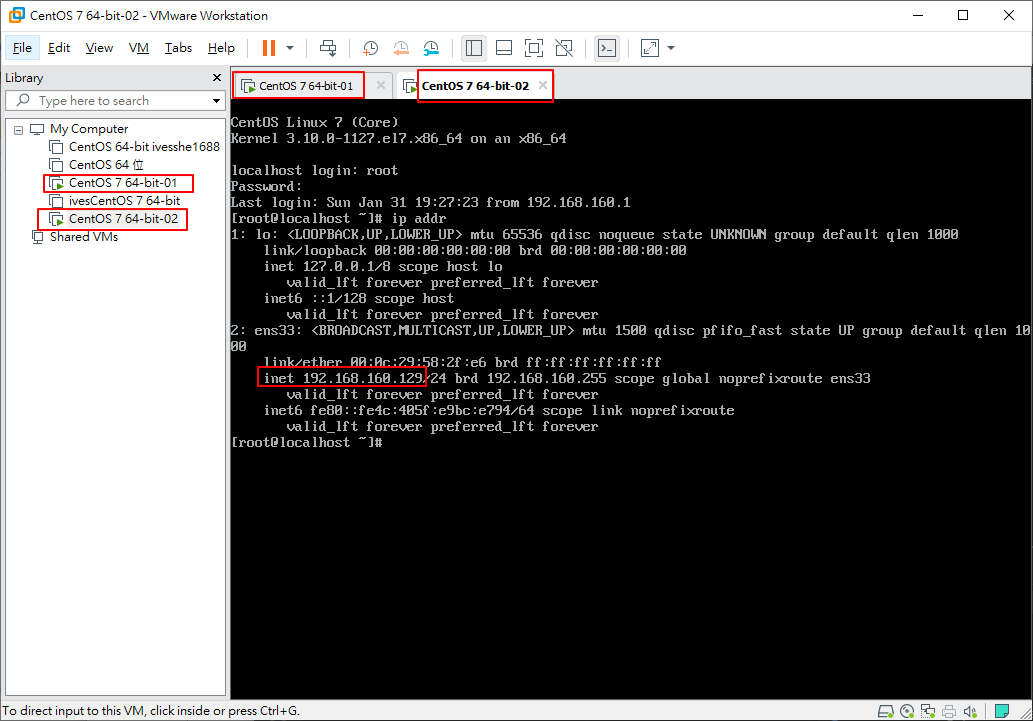 CentOS 7 64-bit-02 - VMware Workstation
File Edit View VM Tabs Help
Library
Type here to search
My Computer
CentOS 64-bit ivesshe1688
CentOS 64 位
CentOS 7 64-bit-01
ivesCentOS 7 64-bit
CentOS 7 64-bit-02
Shared VMs
CentOS 7 64-bit-01 CentOS 7 64-bit-02
CentOS Linux 7 (Core)
Kernel 3.10.0-1127.el7.x86_64 on an x86_64
localhost login: root
Password:
Last login: Sun Jan 31 19:27:23 from 192.168.160.1
[root@localhost ~]# ip addr
1: lo: <LOOPBACK,UP,LOWER_UP> mtu 65536 qdisc noqueue state UNKNOWN group default qlen 1000
link/loopback 00:00:00:00:00:00 brd 00:00:00:00:00:00
inet 127.0.0.1/8 scope host lo
valid_lft forever preferred_lft forever
inet6 ::1/128 scope host
valid_lft forever preferred_lft forever
2: ens33: <BROADCAST,MULTICAST,UP,LOWER_UP> mtu 1500 qdisc pfifo_fast state UP group default qlen 10
00
link/ether 00:0c:29:58:2f:e6 brd ff:ff:ff:ff:ff:ff
inet 192.168.160.129/24 brd 192.168.160.255 scope global noprefixroute ens33
valid_lft forever preferred_lft forever
inet6 fe80::fe4c:405f:e9bc:e794/64 scope link noprefixroute
valid_lft forever preferred_lft forever
[root@localhost ~]#
To direct input to this VM, click inside or press Ctrl+G.